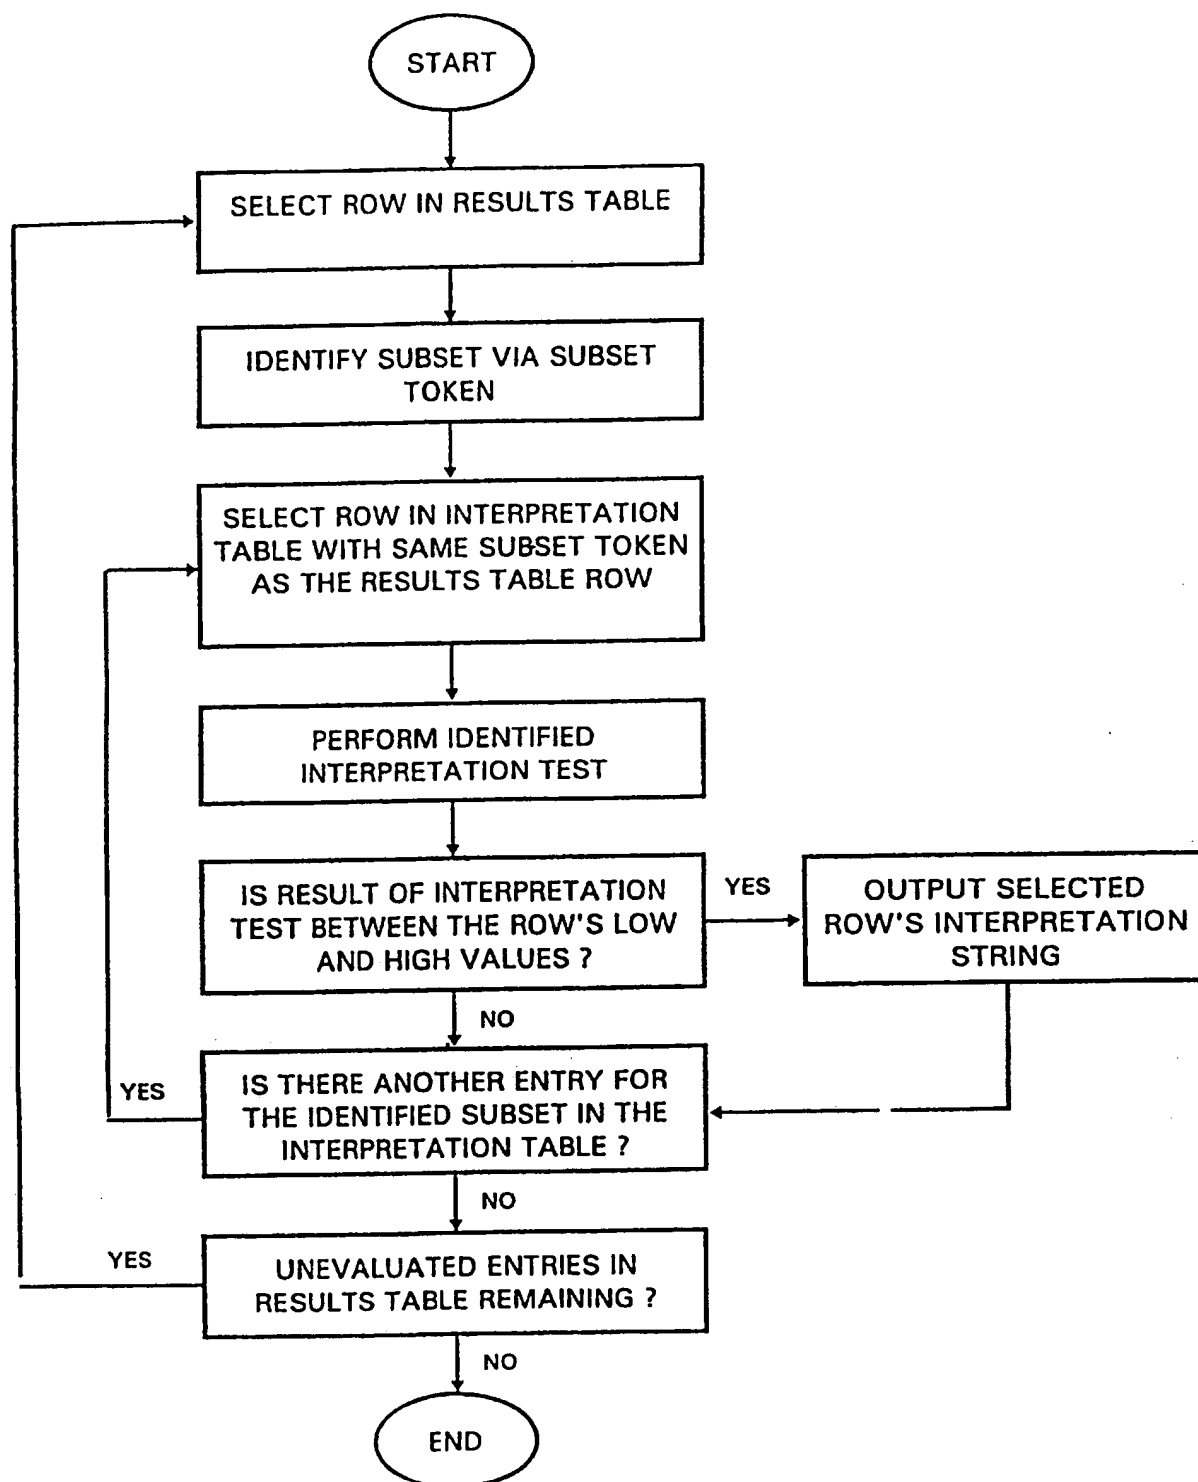 START
SELECT ROW IN RESULTS TABLE
IDENTIFY SUBSET VIA SUBSET
TOKEN
SELECT ROW IN INTERPRETATION
TABLE WITH SAME SUBSET TOKEN
AS THE RESULTS TABLE ROW
PERFORM IDENTIFIED
INTERPRETATION TEST
IS RESULT OF INTERPRETATION
TEST BETWEEN THE ROW'S LOW
AND HIGH VALUES ?
YES
OUTPUT SELECTED
ROW'S INTERPRETATION
STRING
NO
IS THERE ANOTHER ENTRY FOR
THE IDENTIFIED SUBSET IN THE
INTERPRETATION TABLE ?
YES
NO
UNEVALUATED ENTRIES IN
RESULTS TABLE REMAINING ?
YES
NO
END